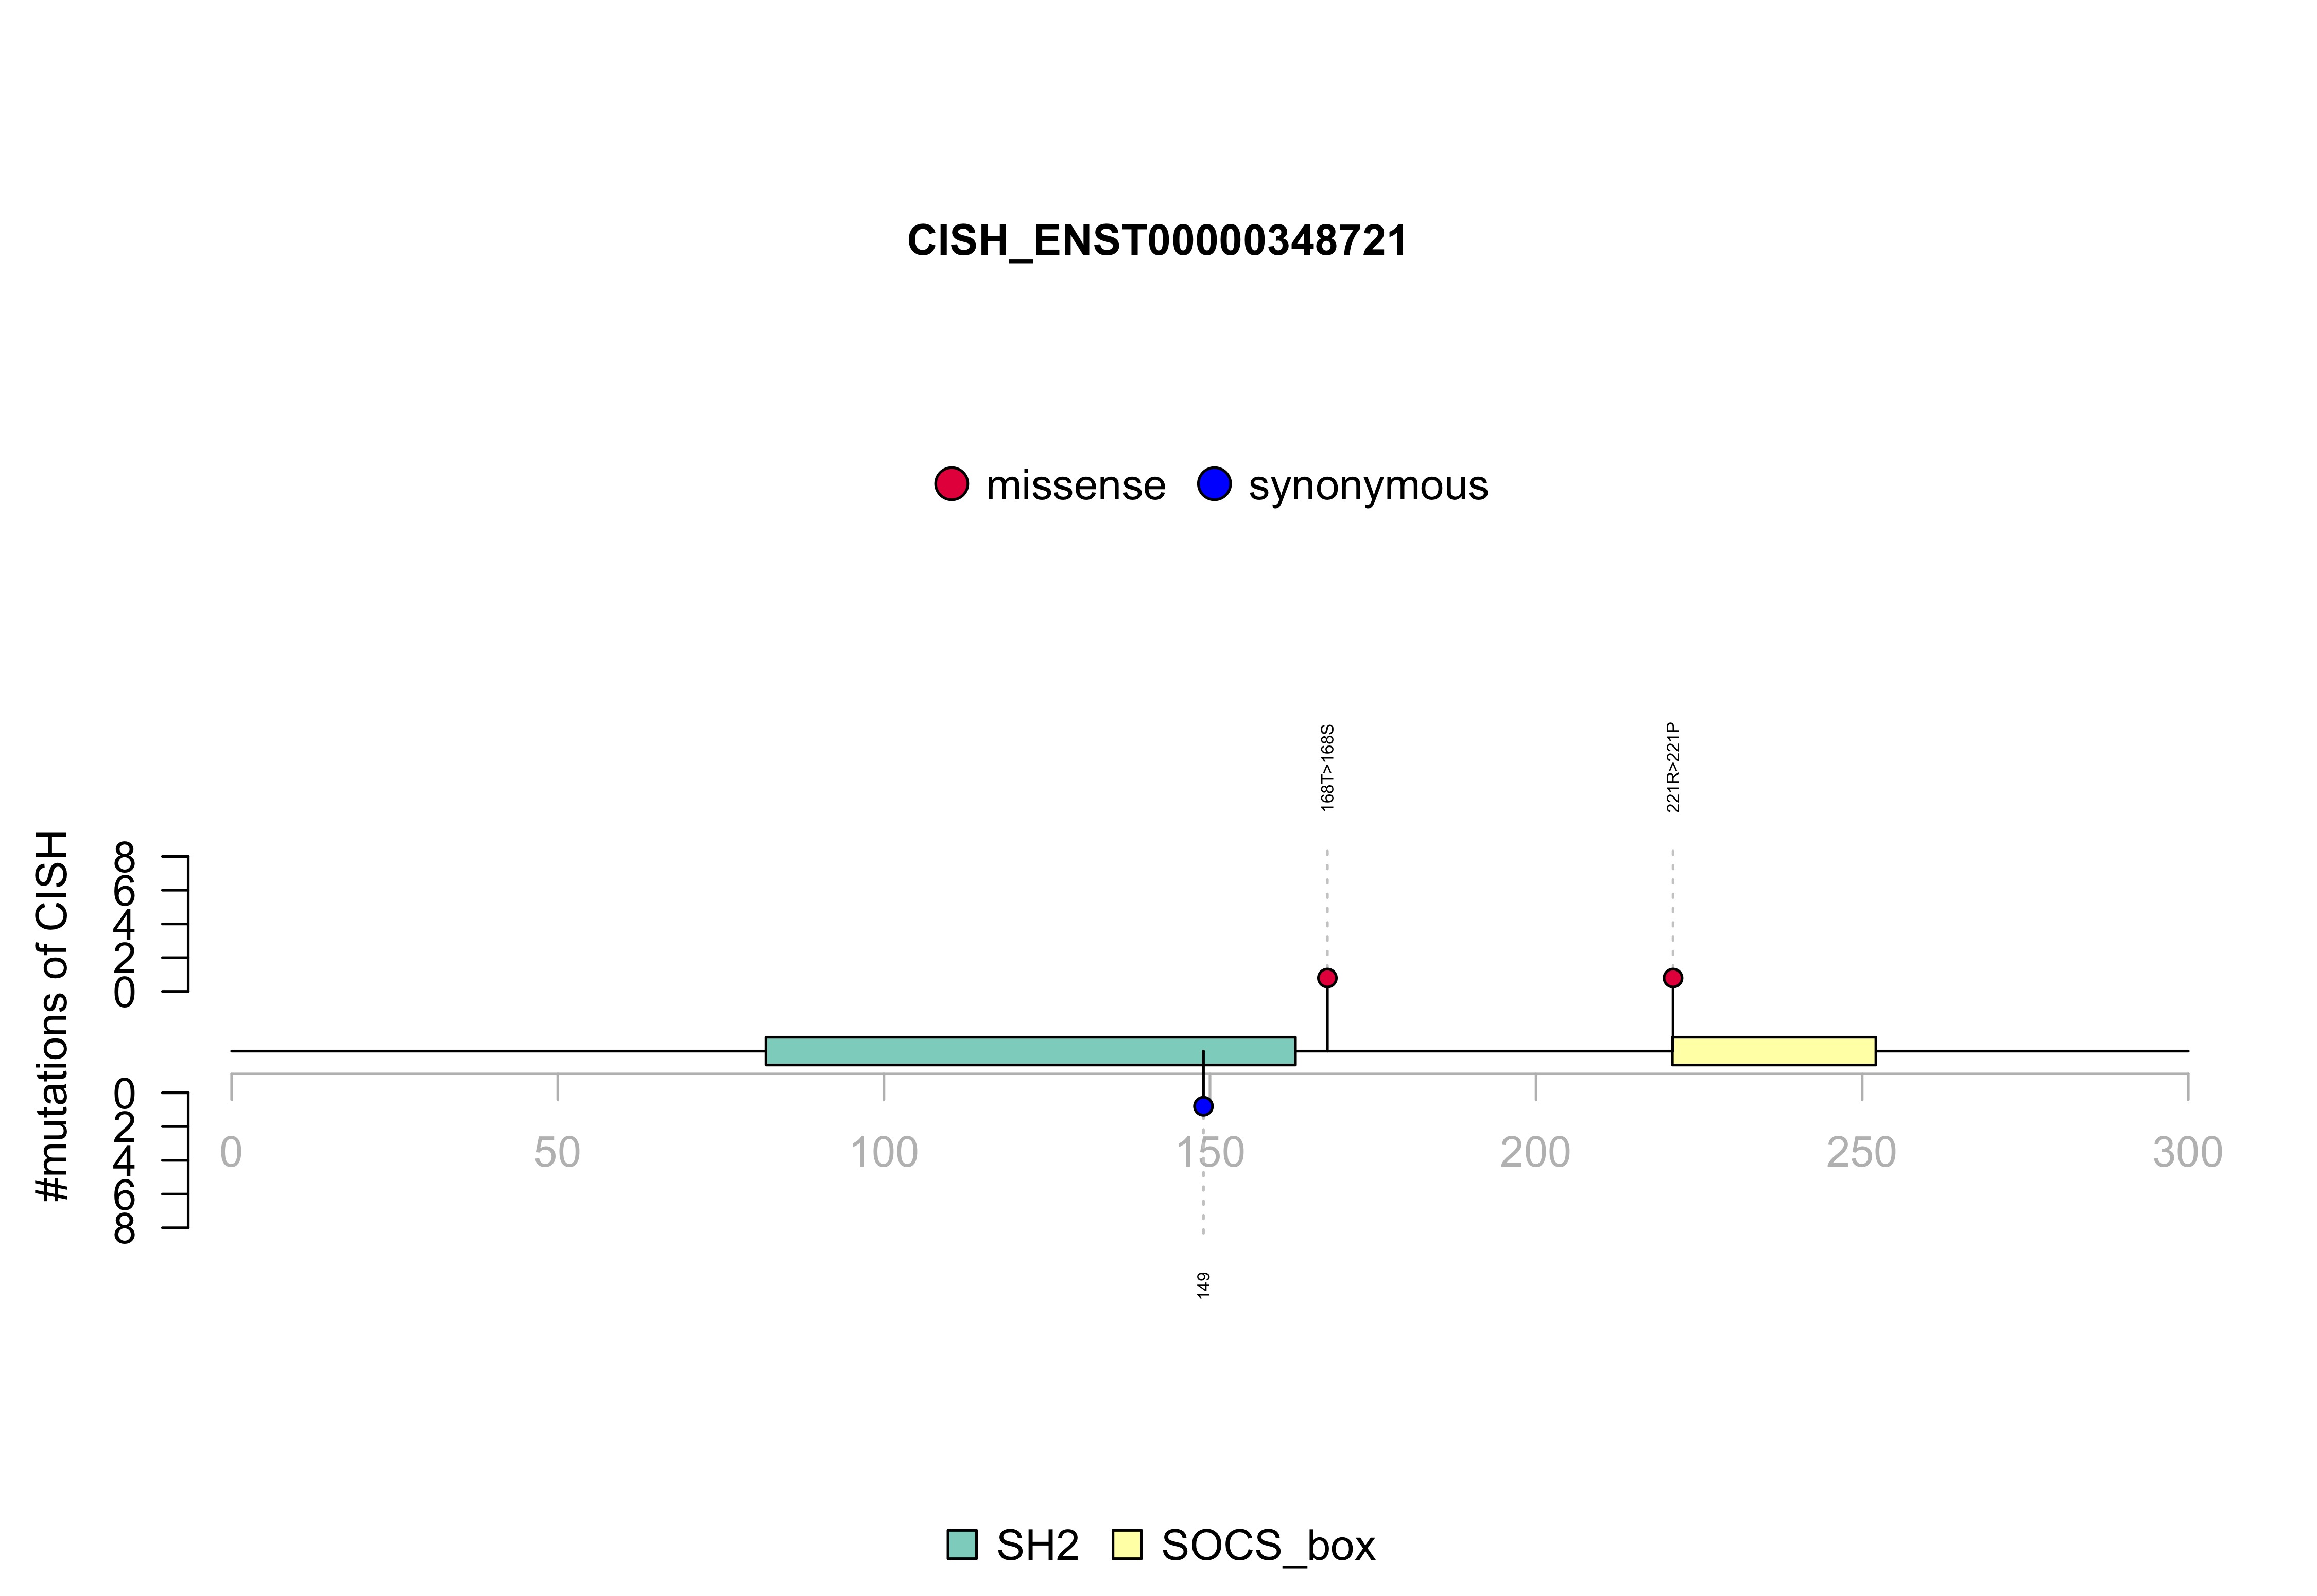 CISH_ENST00000348721
missense synonymous
168T>168S
221R>221P
#mutations of CISH
8
6
4
2
0
0
2
4
6
8
0 50 100 150 200 250 300
149
SH2 SOCS_box